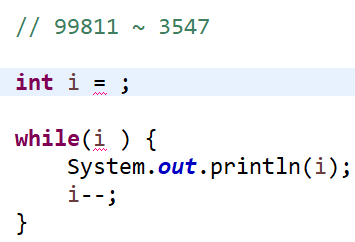 // 99811 ~ 3547
int i = ;
while(i ) {
System.out.println(i);
i--;
}